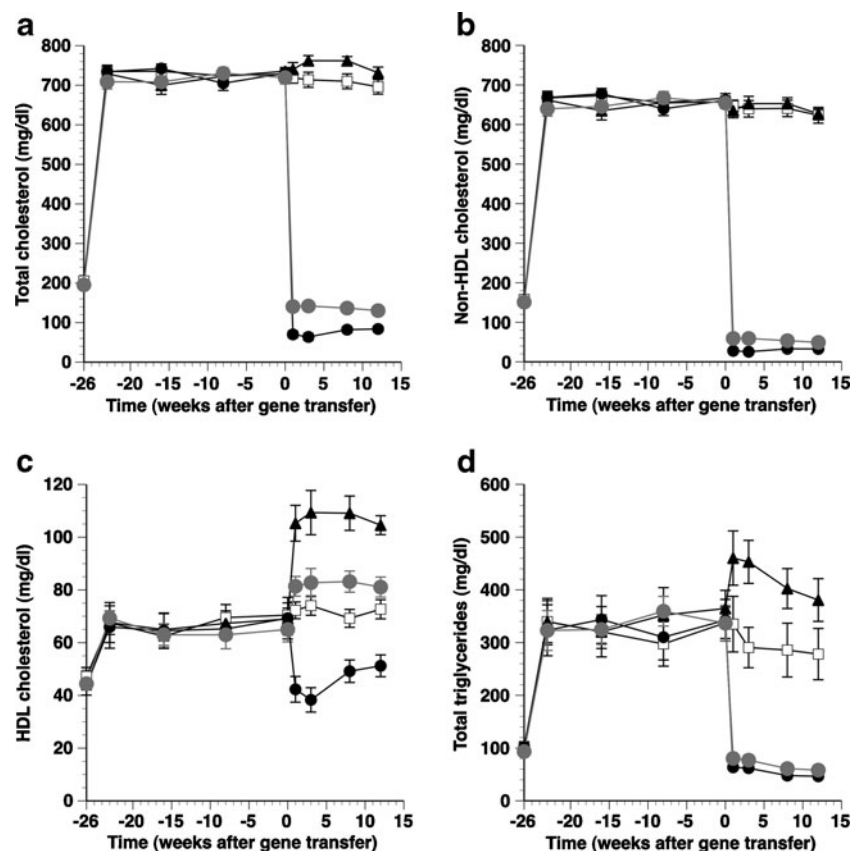 a
Total cholesterol (mg/dl)
800
700
600
500
400
300
200
100
0
-26 -20 -15 -10 -5 0 5 10 15
Time (weeks after gene transfer)
b
Non-HDL cholesterol (mg/dl)
800
700
600
500
400
300
200
100
0
-26 -20 -15 -10 -5 0 5 10 15
Time (weeks after gene transfer)
c
HDL cholesterol (mg/dl)
120
100
80
60
40
20
0
-26 -20 -15 -10 -5 0 5 10 15
Time (weeks after gene transfer)
d
Total triglycerides (mg/dl)
600
500
400
300
200
100
0
-26 -20 -15 -10 -5 0 5 10 15
Time (weeks after gene transfer)